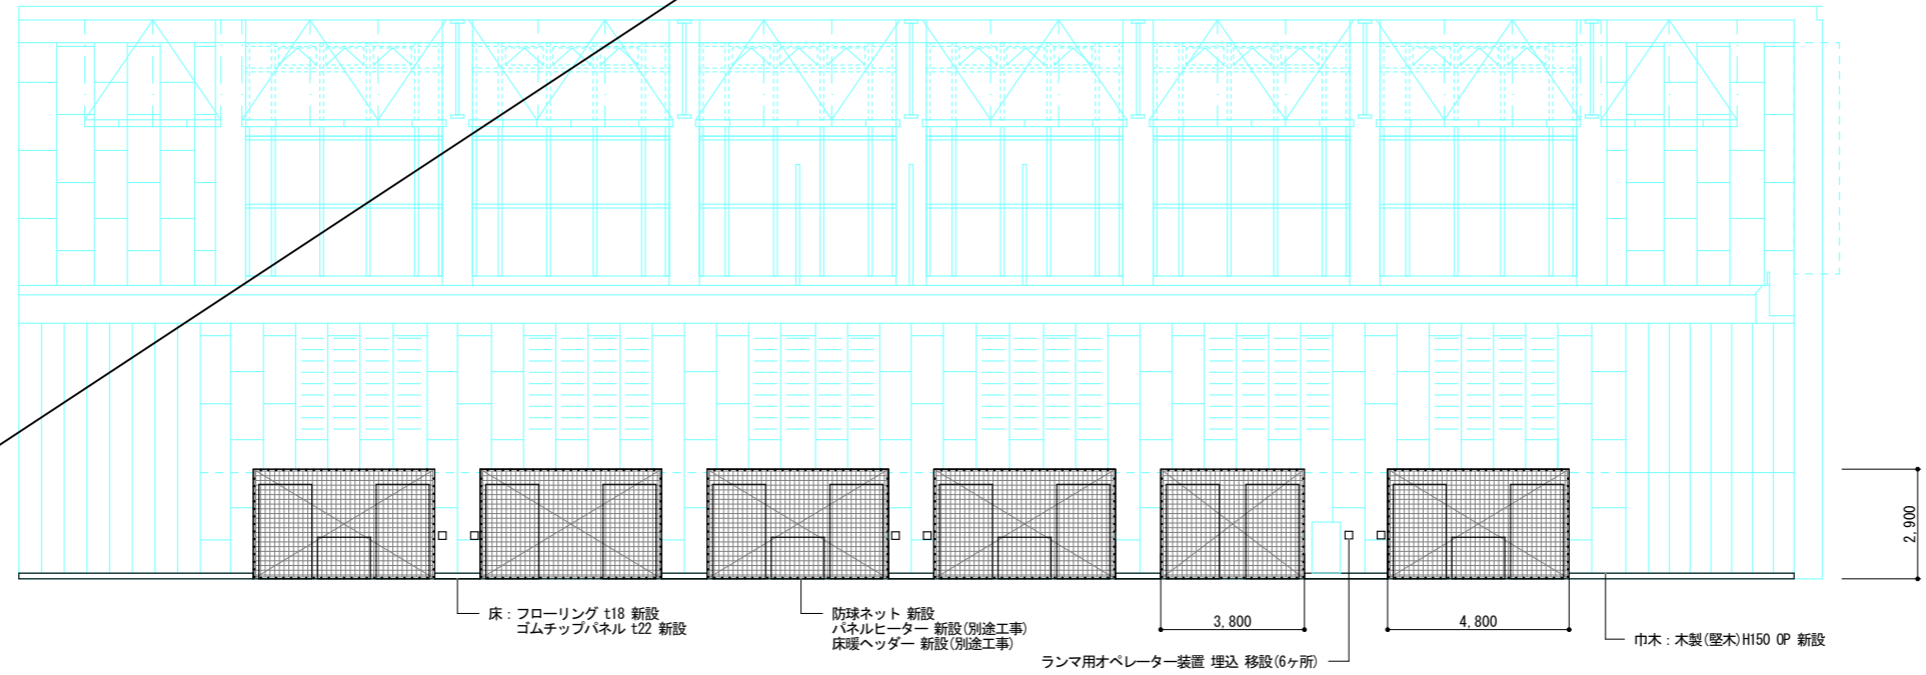 2,900
床：フローリング t18 新設
ゴムチップパネル t22 新設
防球ネット 新設
パネルヒーター 新設(別途工事)
床暖ヘッダー 新設(別途工事)
3,800
4,800
ランマ用オペレーター装置 埋込 移設(6ヶ所)
巾木：木製(堅木)H150 OP 新設